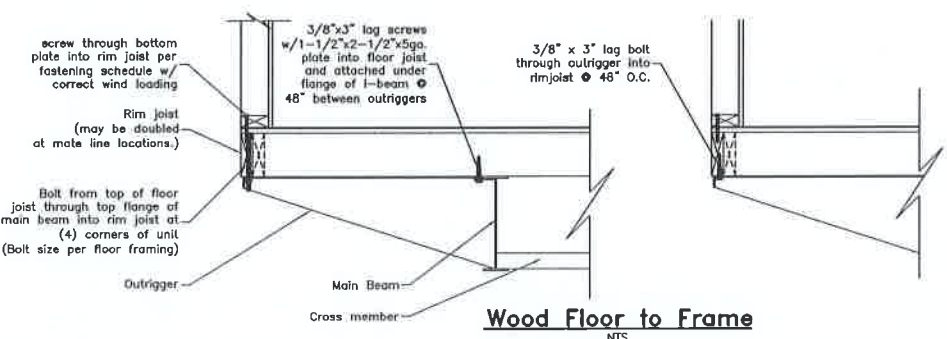 screw through bottom
plate into rim joist per
fastening schedule w/
correct wind loading
Rim joist
(may be doubled
at mate line locations.)
Bolt from top of floor
joist through top flange of
main beam into rim joist at
(4) corners of unit
(Bolt size per floor framing)
Outrigger
3/8"x3" lag screws
w/1-1/2"x2-1/2"x5ga.
plate into floor joist
and attached under
flange of i-beam @
48" between outriggers
Main Beam
Cross member
3/8" x 3" lag bolt
through outrigger into
rimjoist @ 48" O.C.
Wood Floor to Frame
NTS